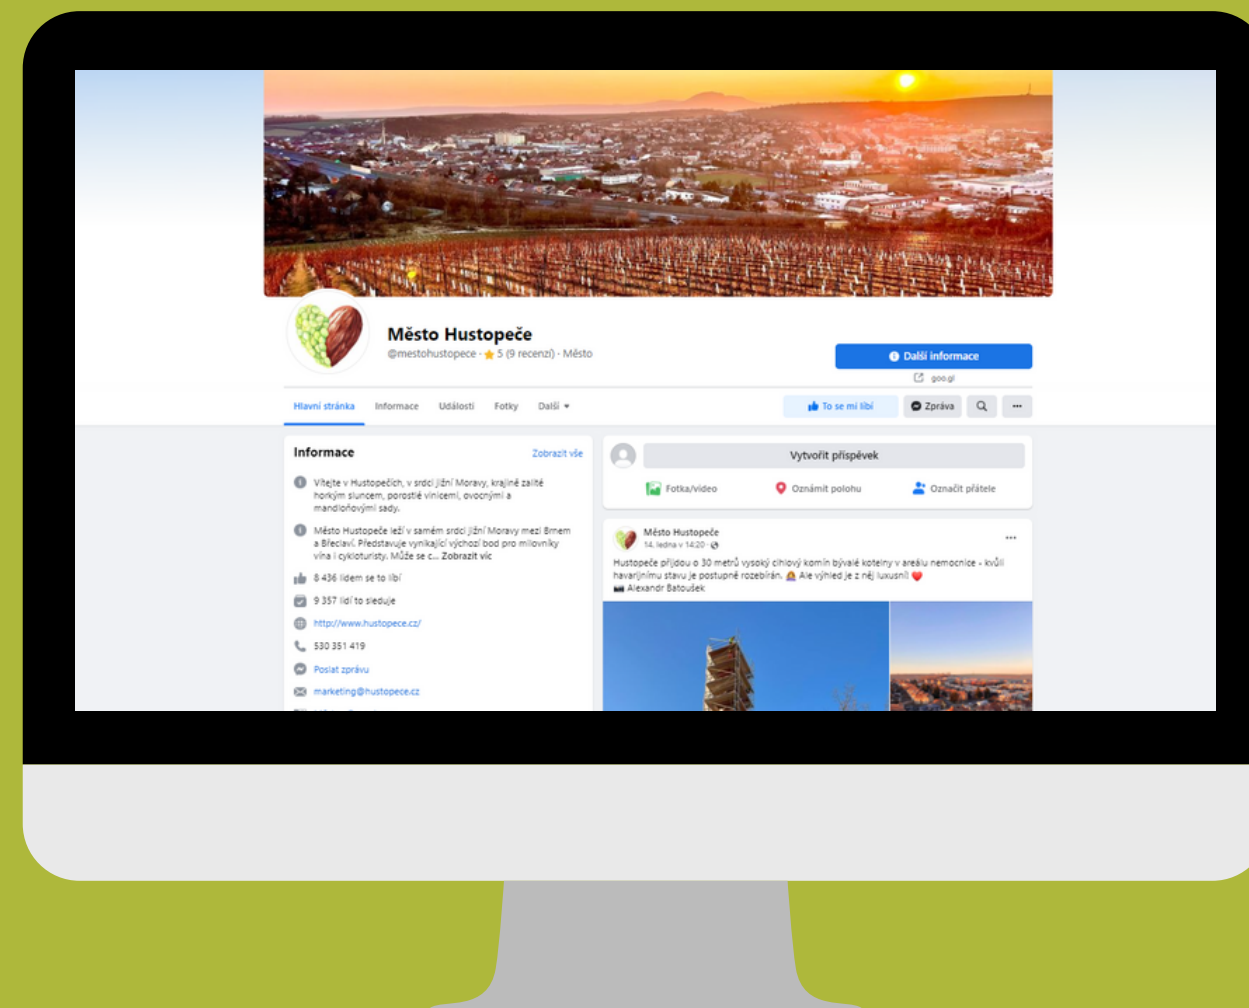 Město Hustopeče
@mestohustopece · 5 (9 recenzí) · Město
Další informace
goo.gl
Hlavní stránka Informace Události Fotky Další
To se mi líbí Zpráva
Informace Zobrazit vše
Vítejte v Hustopečích, v srdci jižní Moravy, krajině zalité
horkým sluncem, porostlé vinicemi, ovocnými a
mandloňovými sady.
Město Hustopeče leží v samém srdci jižní Moravy mezi Brnem
a Břeclaví. Představuje vynikající výchozí bod pro milovníky
vína i cykloturisty. Může se c... Zobrazit víc
8 436 lidem se to líbí
9 357 lidí to sleduje
http://www.hustopece.cz/
530 351 419
Poslat zprávu
marketing@hustopece.cz
Vytvořit příspěvek
Fotka/video Oznámit polohu Označit přátele
Město Hustopeče
14. ledna v 14:20 ·
Hustopeče přijdou o 30 metrů vysoký cihlový komín bývalé kotelny v areálu nemocnice - kvůli
havarijnímu stavu je postupně rozebírán. Ale výhled je z něj luxusní!
Alexandr Batoušek